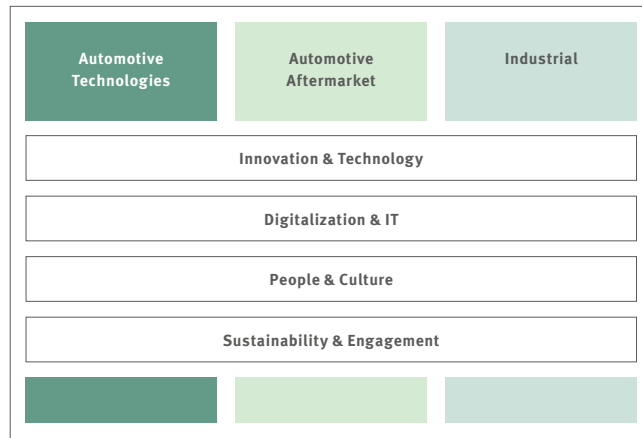 Automotive
Technologies
Automotive
Aftermarket
Industrial
Innovation & Technology
Digitalization & IT
People & Culture
Sustainability & Engagement